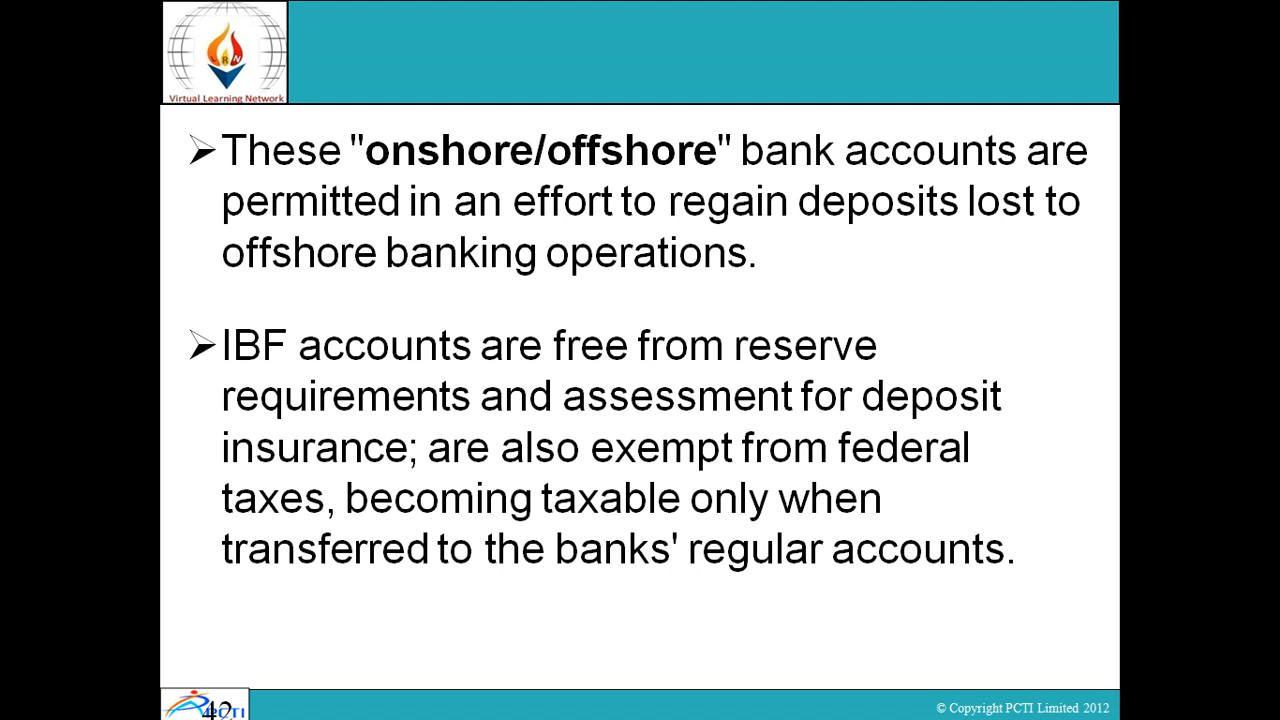 Virtual Learning Network
➢These "onshore/offshore" bank accounts are
permitted in an effort to regain deposits lost to
offshore banking operations.
➢IBF accounts are free from reserve
requirements and assessment for deposit
insurance; are also exempt from federal
taxes, becoming taxable only when
transferred to the banks' regular accounts.
42
PCTI
© Copyright PCTI Limited 2012